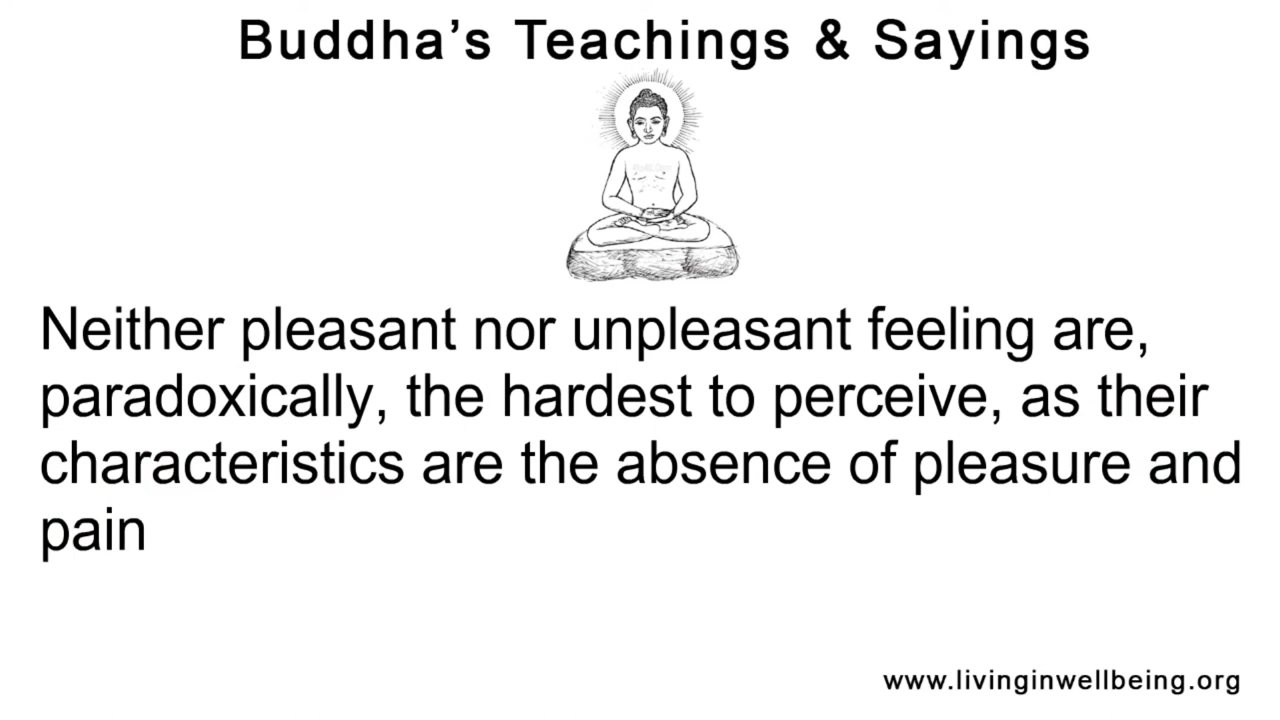 Buddha’s Teachings & Sayings
Neither pleasant nor unpleasant feeling are,
paradoxically, the hardest to perceive, as their
characteristics are the absence of pleasure and
pain
www.livinginwellbeing.org